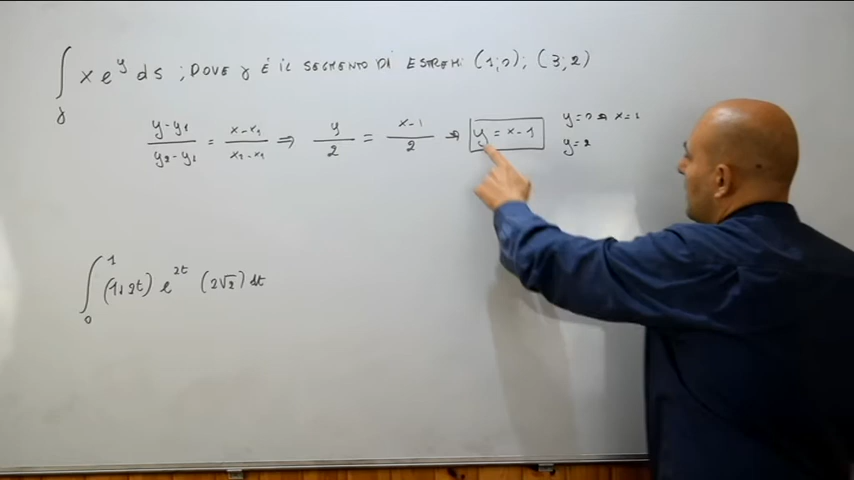 ∫γ x e^y ds ; DOVE γ È IL SEGMENTO DI ESTREMI (1;0); (3;2)
(y-y1)/(y2-y1) = (x-x1)/(x2-x1) ⇒ y/2 = (x-1)/2 ⇒ y = x-1
y=0 ⇒ x=1
y=2
∫₀¹ (1+2t) e^{2t} (2√2) dt